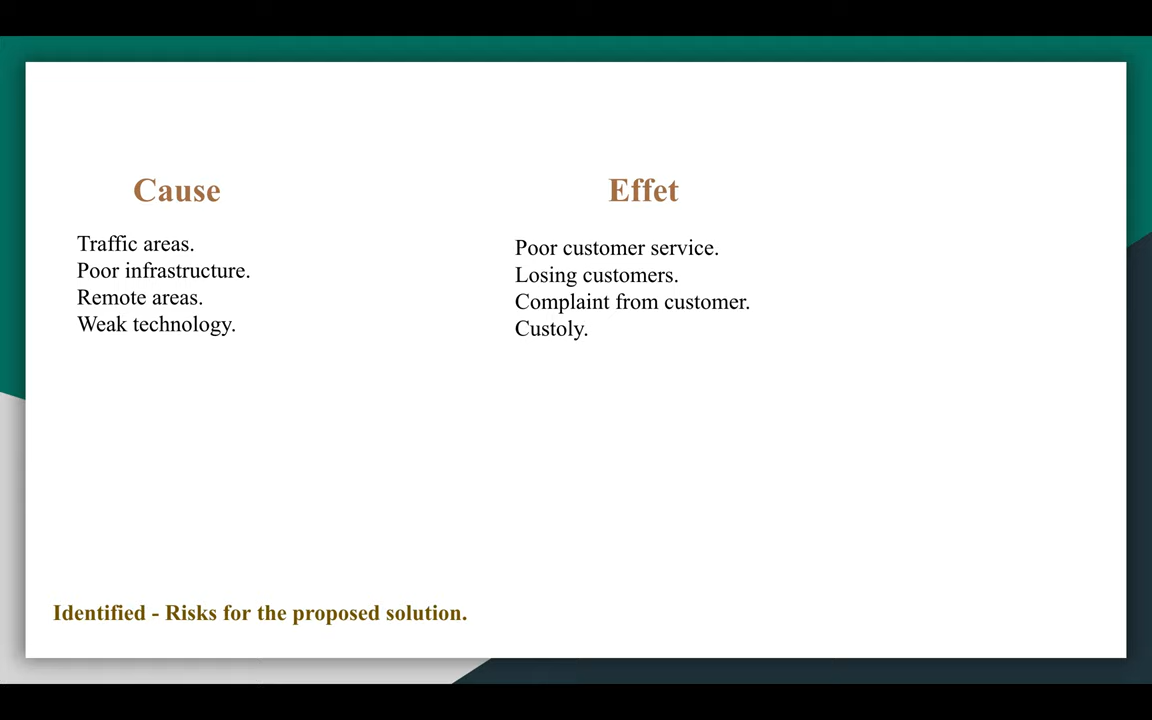 Cause
Traffic areas.
Poor infrastructure.
Remote areas.
Weak technology.
Effet
Poor customer service.
Losing customers.
Complaint from customer.
Custoly.
Identified - Risks for the proposed solution.